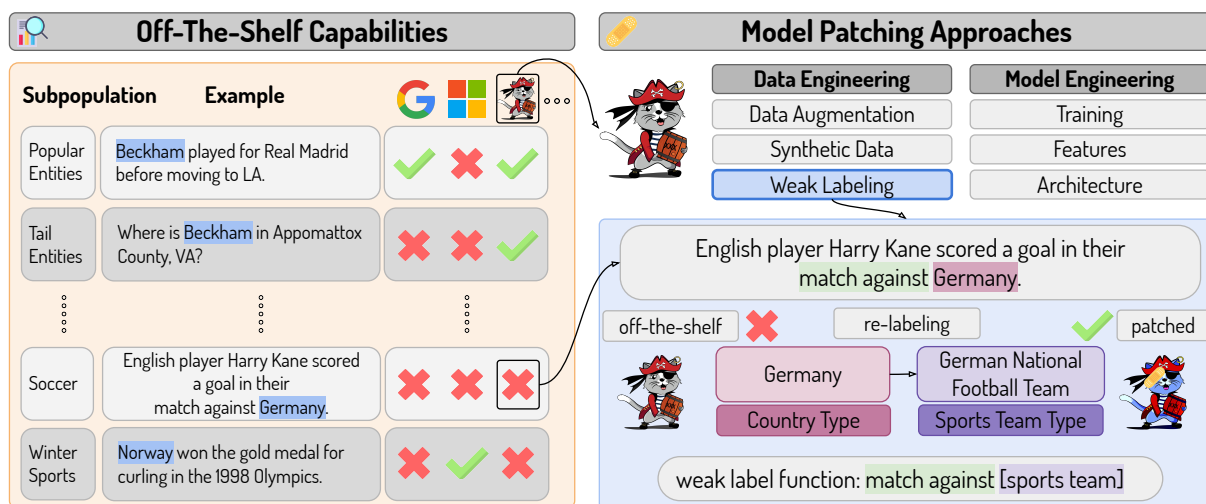 Off-The-Shelf Capabilities
Subpopulation
Example
Popular
Entities
Beckham played for Real Madrid
before moving to LA.
Tail
Entities
Where is Beckham in Appomattox
County, VA?
Soccer
English player Harry Kane scored
a goal in their
match against Germany.
Winter
Sports
Norway won the gold medal for
curling in the 1998 Olympics.
Model Patching Approaches
Data Engineering
Data Augmentation
Synthetic Data
Weak Labeling
Model Engineering
Training
Features
Architecture
English player Harry Kane scored a goal in their
match against Germany.
off-the-shelf
re-labeling
patched
Germany
Country Type
German National
Football Team
Sports Team Type
weak label function: match against [sports team]